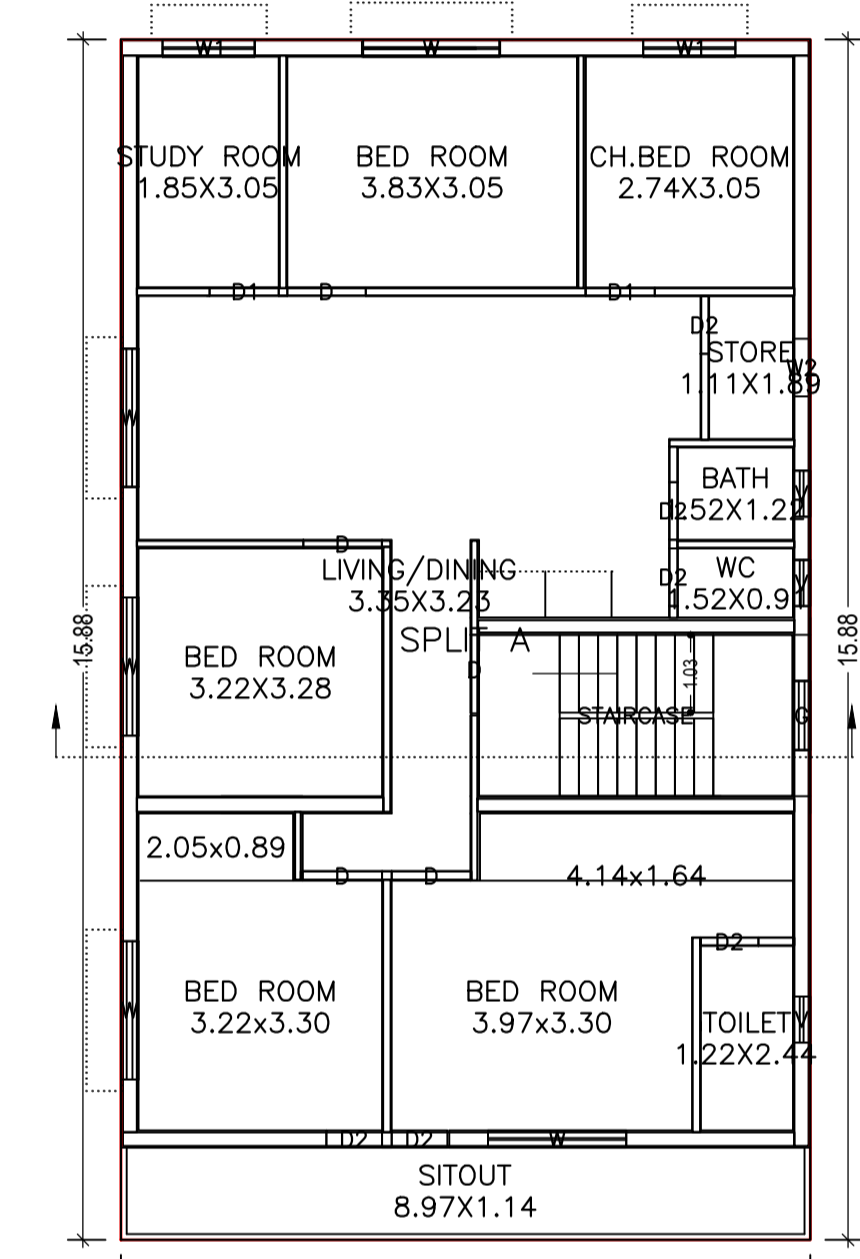 W1
W
W1
STUDY ROOM
1.85X3.05
BED ROOM
3.83X3.05
CH.BED ROOM
2.74X3.05
D1
D
D1
D2
STORE
1.11X1.89
W2
W
BATH
1.52X1.22
D2
V
D
LIVING/DINING
3.35X3.23
SPLIT A
WC
1.52X0.91
D2
V
15.88
15.88
BED ROOM
3.22X3.28
W
D
1.03
STAIRCASE
G
2.05x0.89
D
D
4.14x1.64
D2
BED ROOM
3.22x3.30
W
BED ROOM
3.97x3.30
TOILET
1.22X2.44
V
D2
D2
W
SITOUT
8.97X1.14